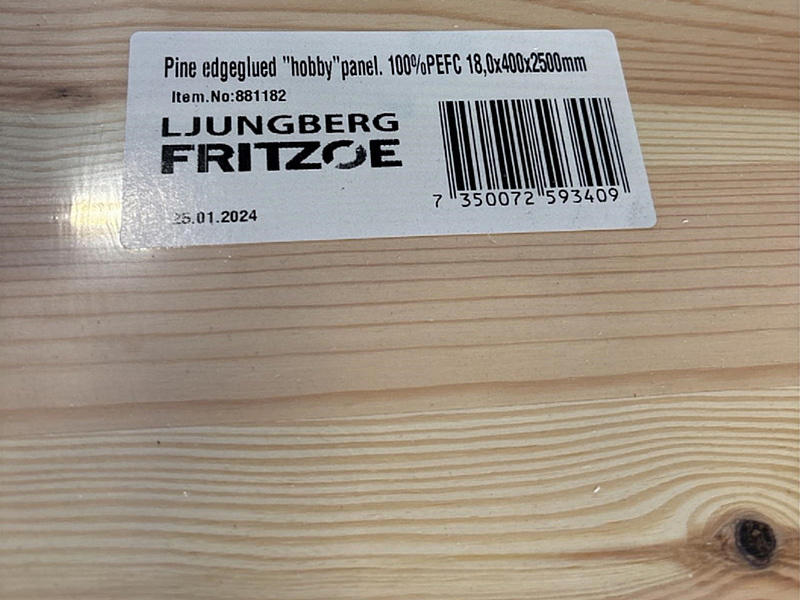 Pine edgeglued "hobby"panel. 100%PEFC 18,0x400x2500mm
Item.No:881182
LJUNGBERG
FRITZOE
25.01.2024
7 350072 593409